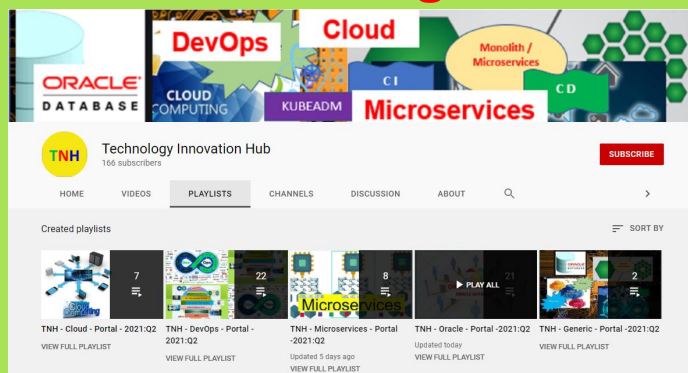 DevOps
Cloud
Monolith /
Microservices
ORACLE
DATABASE
CLOUD
COMPUTING
KUBEADM
CI
CD
Microservices
TNH
Technology Innovation Hub
166 subscribers
SUBSCRIBE
HOME VIDEOS PLAYLISTS CHANNELS DISCUSSION ABOUT
Created playlists
SORT BY
7
22
8
PLAY ALL
21
2
Microservices
TNH - Cloud - Portal - 2021:Q2
VIEW FULL PLAYLIST
TNH - DevOps - Portal -
2021:Q2
VIEW FULL PLAYLIST
TNH - Microservices - Portal
-2021:Q2
Updated 5 days ago
VIEW FULL PLAYLIST
TNH - Oracle - Portal -2021:Q2
Updated today
VIEW FULL PLAYLIST
TNH - Generic - Portal -2021:Q2
VIEW FULL PLAYLIST